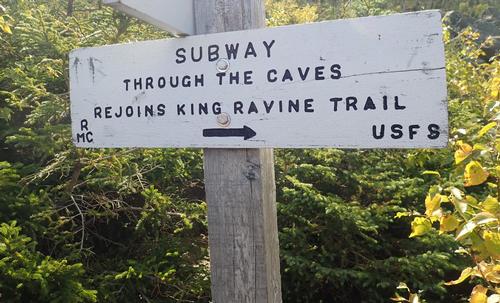 SUBWAY
THROUGH THE CAVES
REJOINS KING RAVINE TRAIL
R
MC
USFS